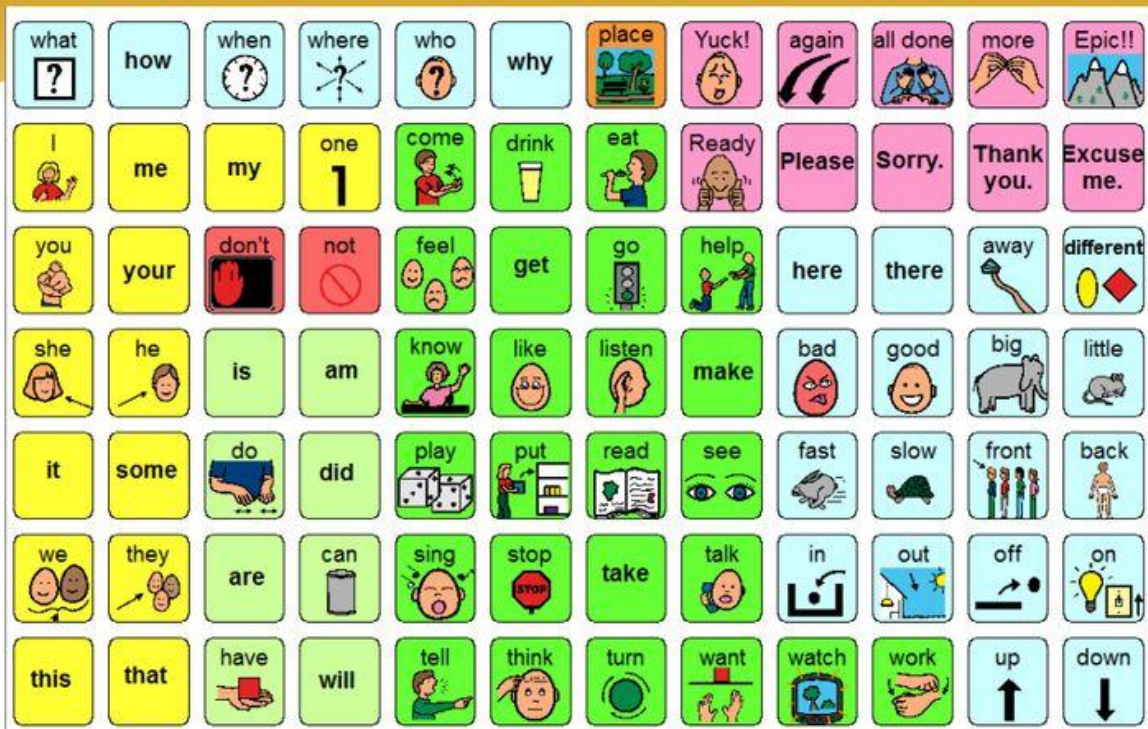 what how when where who why place Yuck! again all done more Epic!!
I me my one come drink eat Ready Please Sorry. Thank you. Excuse me.
you your don't not feel get go help here there away different
she he is am know like listen make bad good big little
it some do did play put read see fast slow front back
we they are can sing stop STOP take talk in out off on
this that have will tell think turn want watch work up down